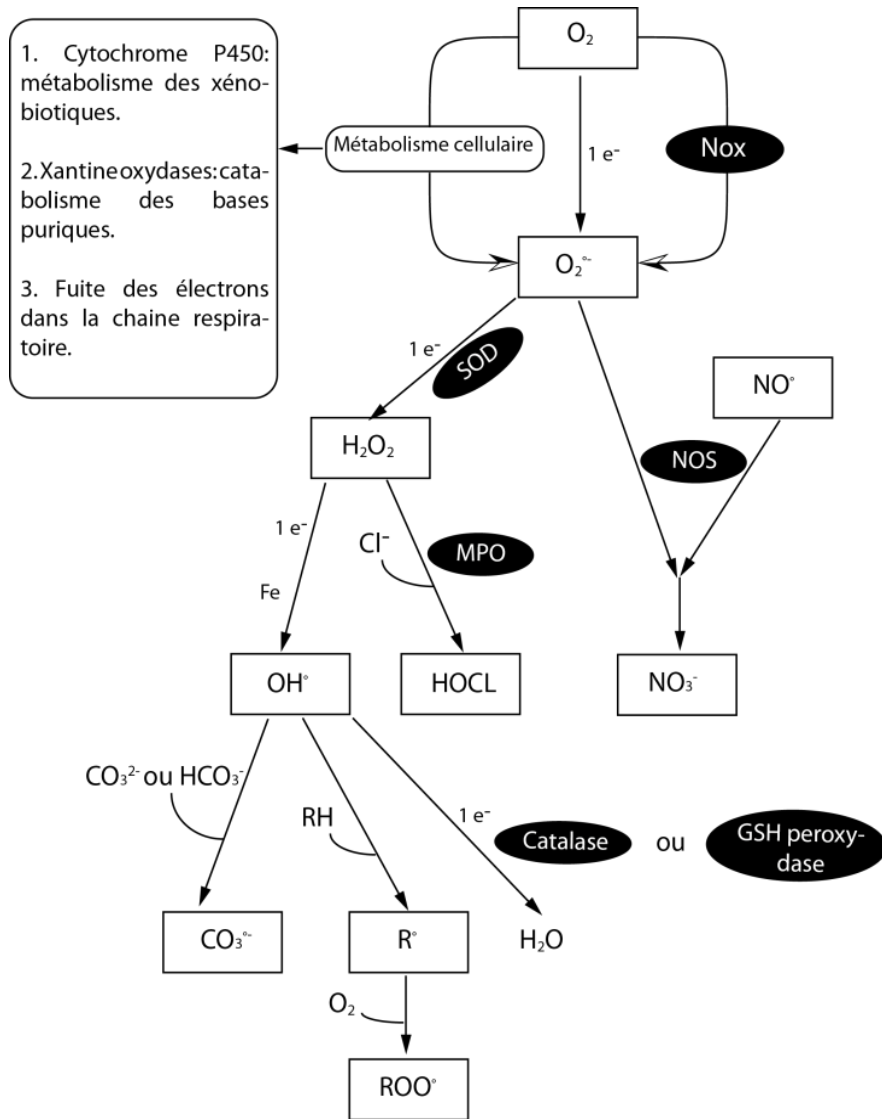 O₂
1. Cytochrome P450:
métabolisme des xéno-
biotiques.
2. Xantine oxydases: cata-
bolisme des bases
puriques.
3. Fuite des électrons
dans la chaine respira-
toire.
Métabolisme cellulaire
1 e⁻
Nox
O₂°⁻
1 e⁻
SOD
NO°
H₂O₂
NOS
1 e⁻
Cl⁻
MPO
Fe
OH°
HOCL
NO₃⁻
CO₃²⁻ ou HCO₃⁻
RH
1 e⁻
Catalase
ou
GSH peroxy-
dase
CO₃°⁻
R°
H₂O
O₂
ROO°